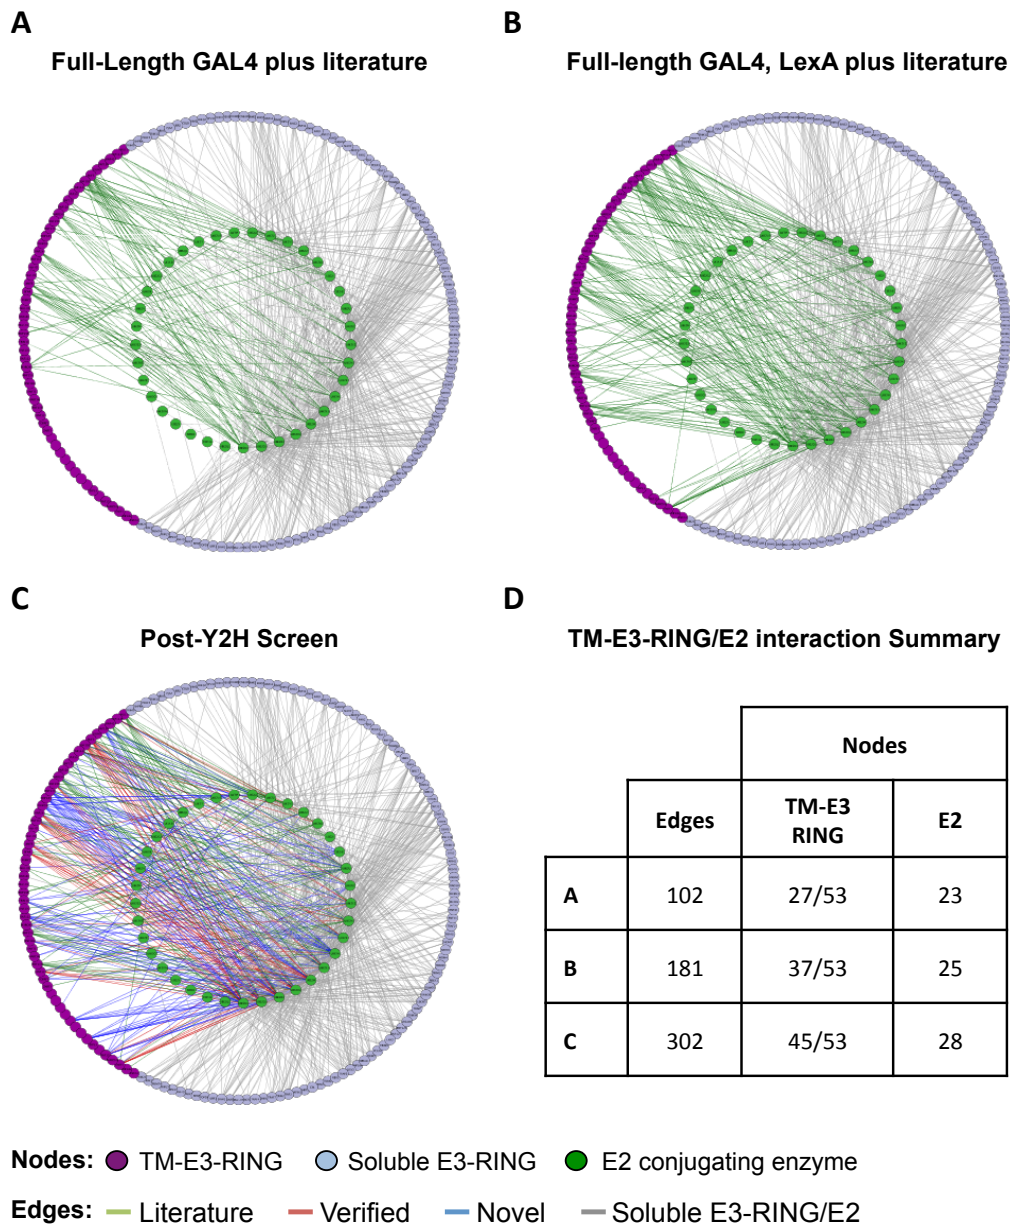 A
Full-Length GAL4 plus literature
B
Full-length GAL4, LexA plus literature
C
Post-Y2H Screen
D
TM-E3-RING/E2 interaction Summary
Nodes
Edges TM-E3 RING E2
A 102 27/53 23
B 181 37/53 25
C 302 45/53 28
Nodes: TM-E3-RING Soluble E3-RING E2 conjugating enzyme
Edges: Literature Verified Novel Soluble E3-RING/E2